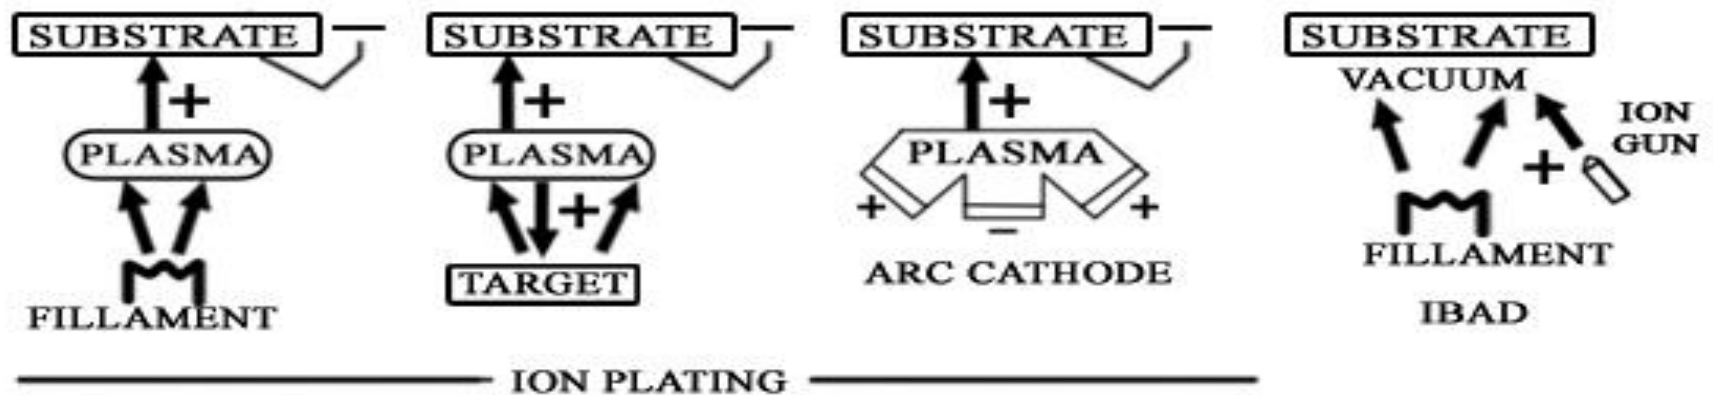 SUBSTRATE
+
PLASMA
FILLAMENT
SUBSTRATE
+
PLASMA
+
TARGET
SUBSTRATE
+
PLASMA
+ +
−
ARC CATHODE
SUBSTRATE
VACUUM
ION
GUN
+
FILLAMENT
IBAD
ION PLATING